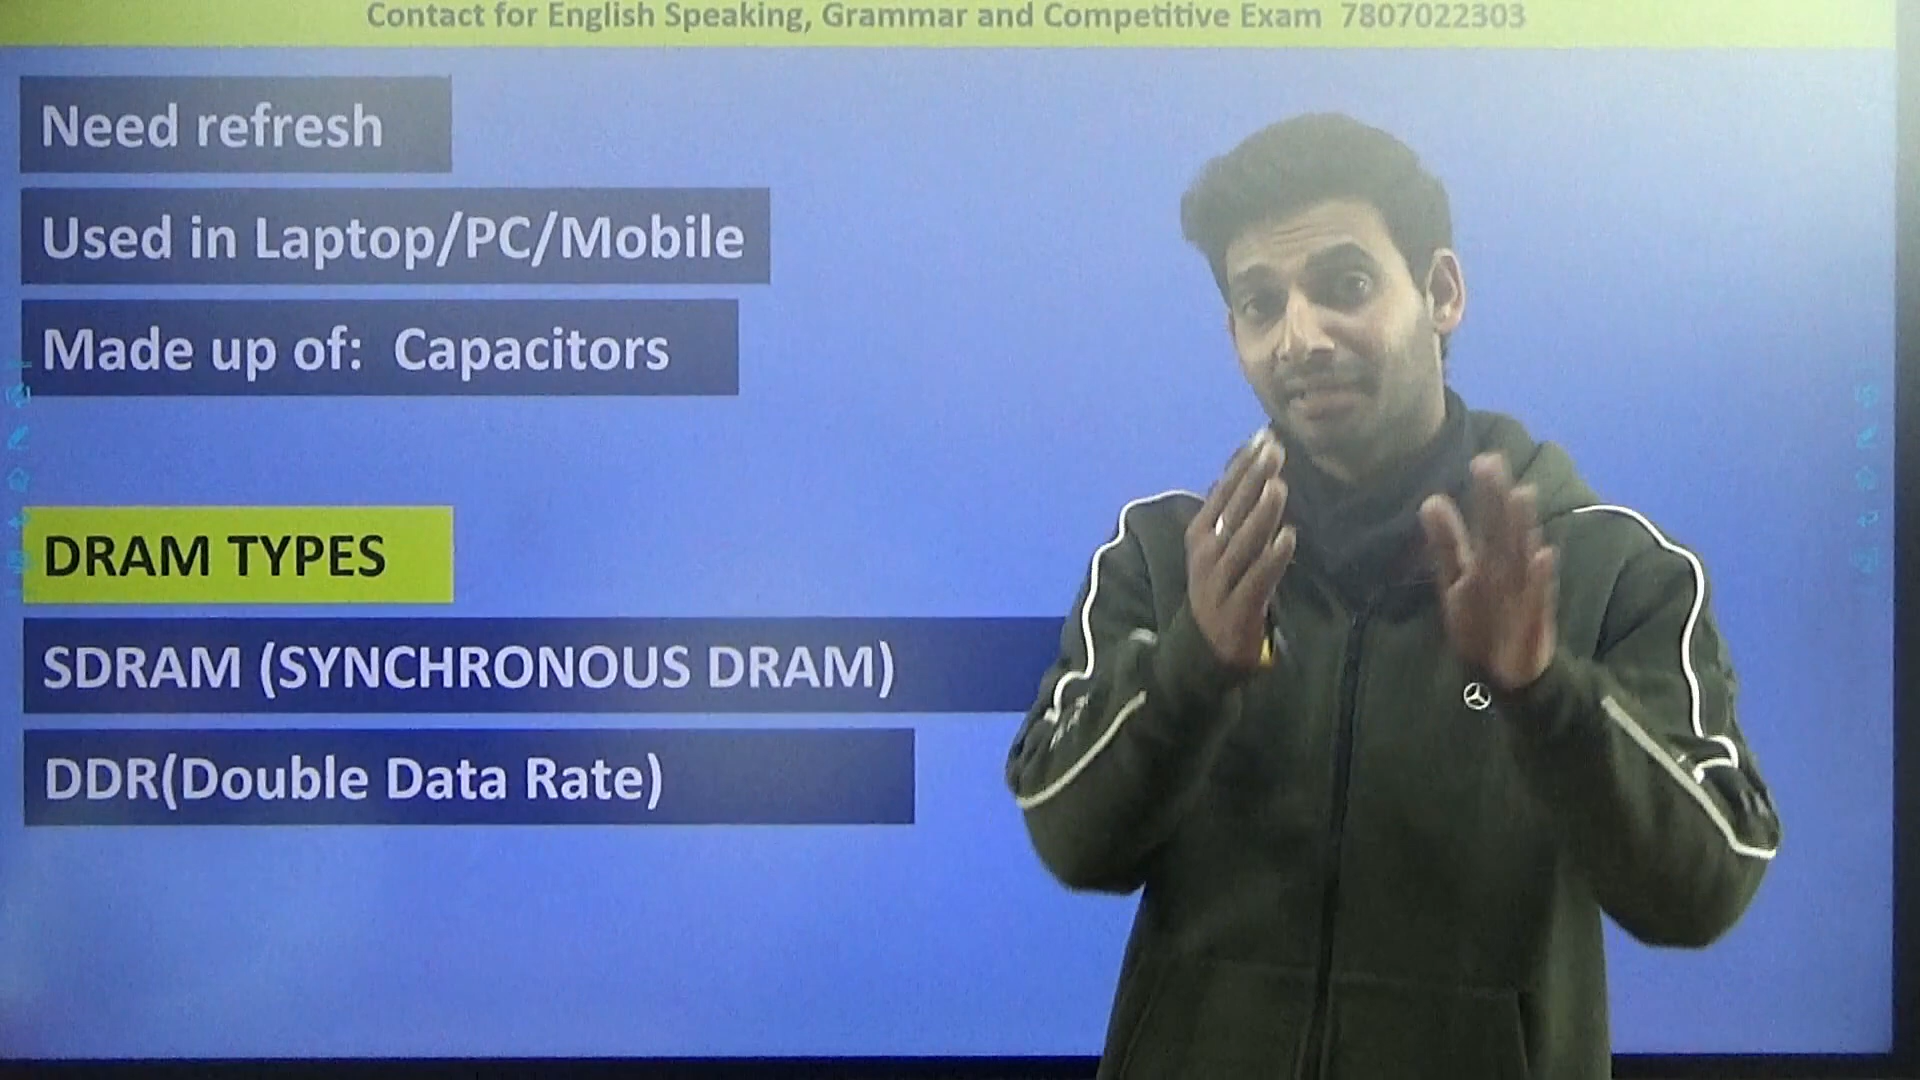 Contact for English Speaking, Grammar and Competitive Exam 7807022303
Need refresh
Used in Laptop/PC/Mobile
Made up of: Capacitors
DRAM TYPES
SDRAM (SYNCHRONOUS DRAM)
DDR(Double Data Rate)